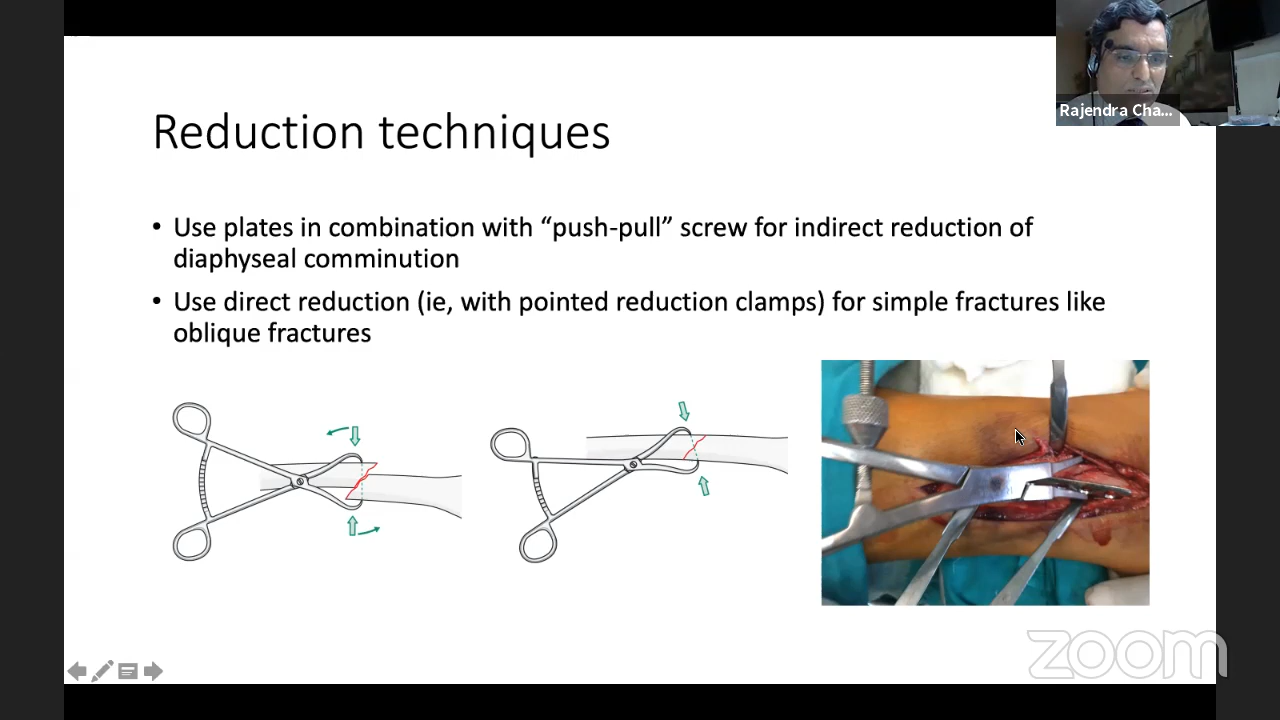 Rajendra Cha...
Reduction techniques
• Use plates in combination with “push-pull” screw for indirect reduction of
diaphyseal comminution
• Use direct reduction (ie, with pointed reduction clamps) for simple fractures like
oblique fractures
zoom